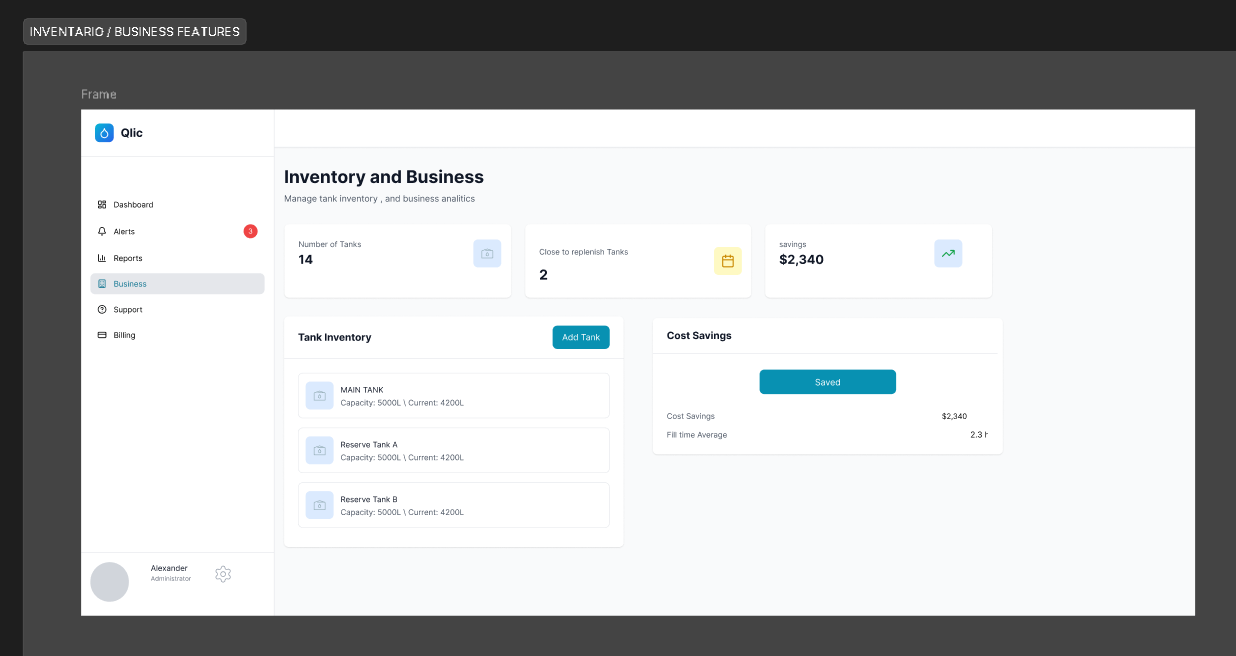 INVENTARIO / BUSINESS FEATURES
Frame
Qlic
Dashboard
Alerts
3
Reports
Business
Support
Billing
Alexander
Administrator
Inventory and Business
Manage tank inventory , and business analitics
Number of Tanks
14
Close to replenish Tanks
2
savings
$2,340
Tank Inventory
Add Tank
MAIN TANK
Capacity: 5000L \ Current: 4200L
Reserve Tank A
Capacity: 5000L \ Current: 4200L
Reserve Tank B
Capacity: 5000L \ Current: 4200L
Cost Savings
Saved
Cost Savings
$2,340
Fill time Average
2.3 h